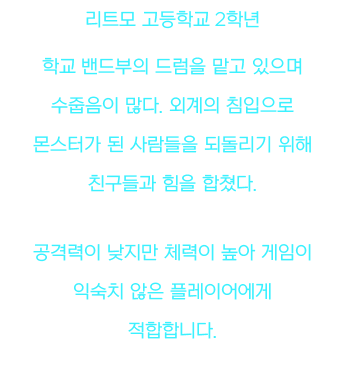 리트모 고등학교 2학년
학교 밴드부의 드럼을 맡고 있으며
수줍음이 많다. 외계의 침입으로
몬스터가 된 사람들을 되돌리기 위해
친구들과 힘을 합쳤다.
공격력이 낮지만 체력이 높아 게임이
익숙치 않은 플레이어에게
적합합니다.